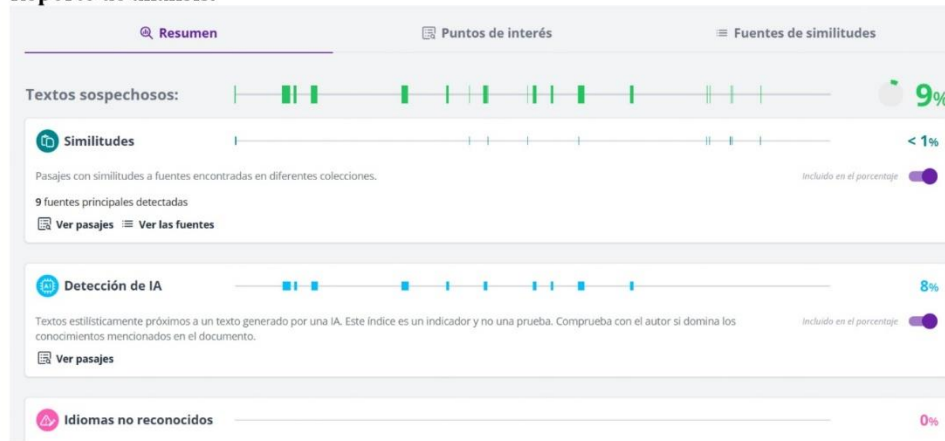 Resumen
Puntos de interés
Fuentes de similitudes
Textos sospechosos:
9%
Similitudes
< 1%
Pasajes con similitudes a fuentes encontradas en diferentes colecciones.
Incluido en el porcentaje
9 fuentes principales detectadas
Ver pasajes
Ver las fuentes
Detección de IA
8%
Textos estilísticamente próximos a un texto generado por una IA. Este índice es un indicador y no una prueba. Comprueba con el autor si domina los
Incluido en el porcentaje
conocimientos mencionados en el documento.
Ver pasajes
Idiomas no reconocidos
0%